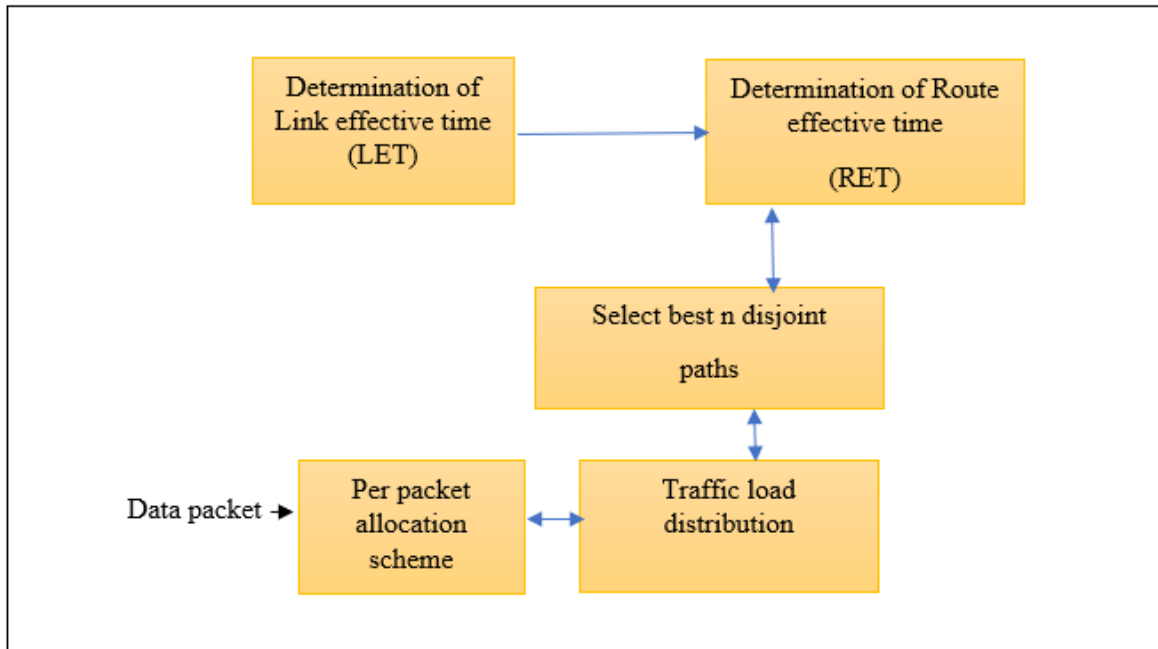 Determination of
Link effective time
(LET)
Determination of Route
effective time
(RET)
Select best n disjoint
paths
Data packet
Per packet
allocation
scheme
Traffic load
distribution